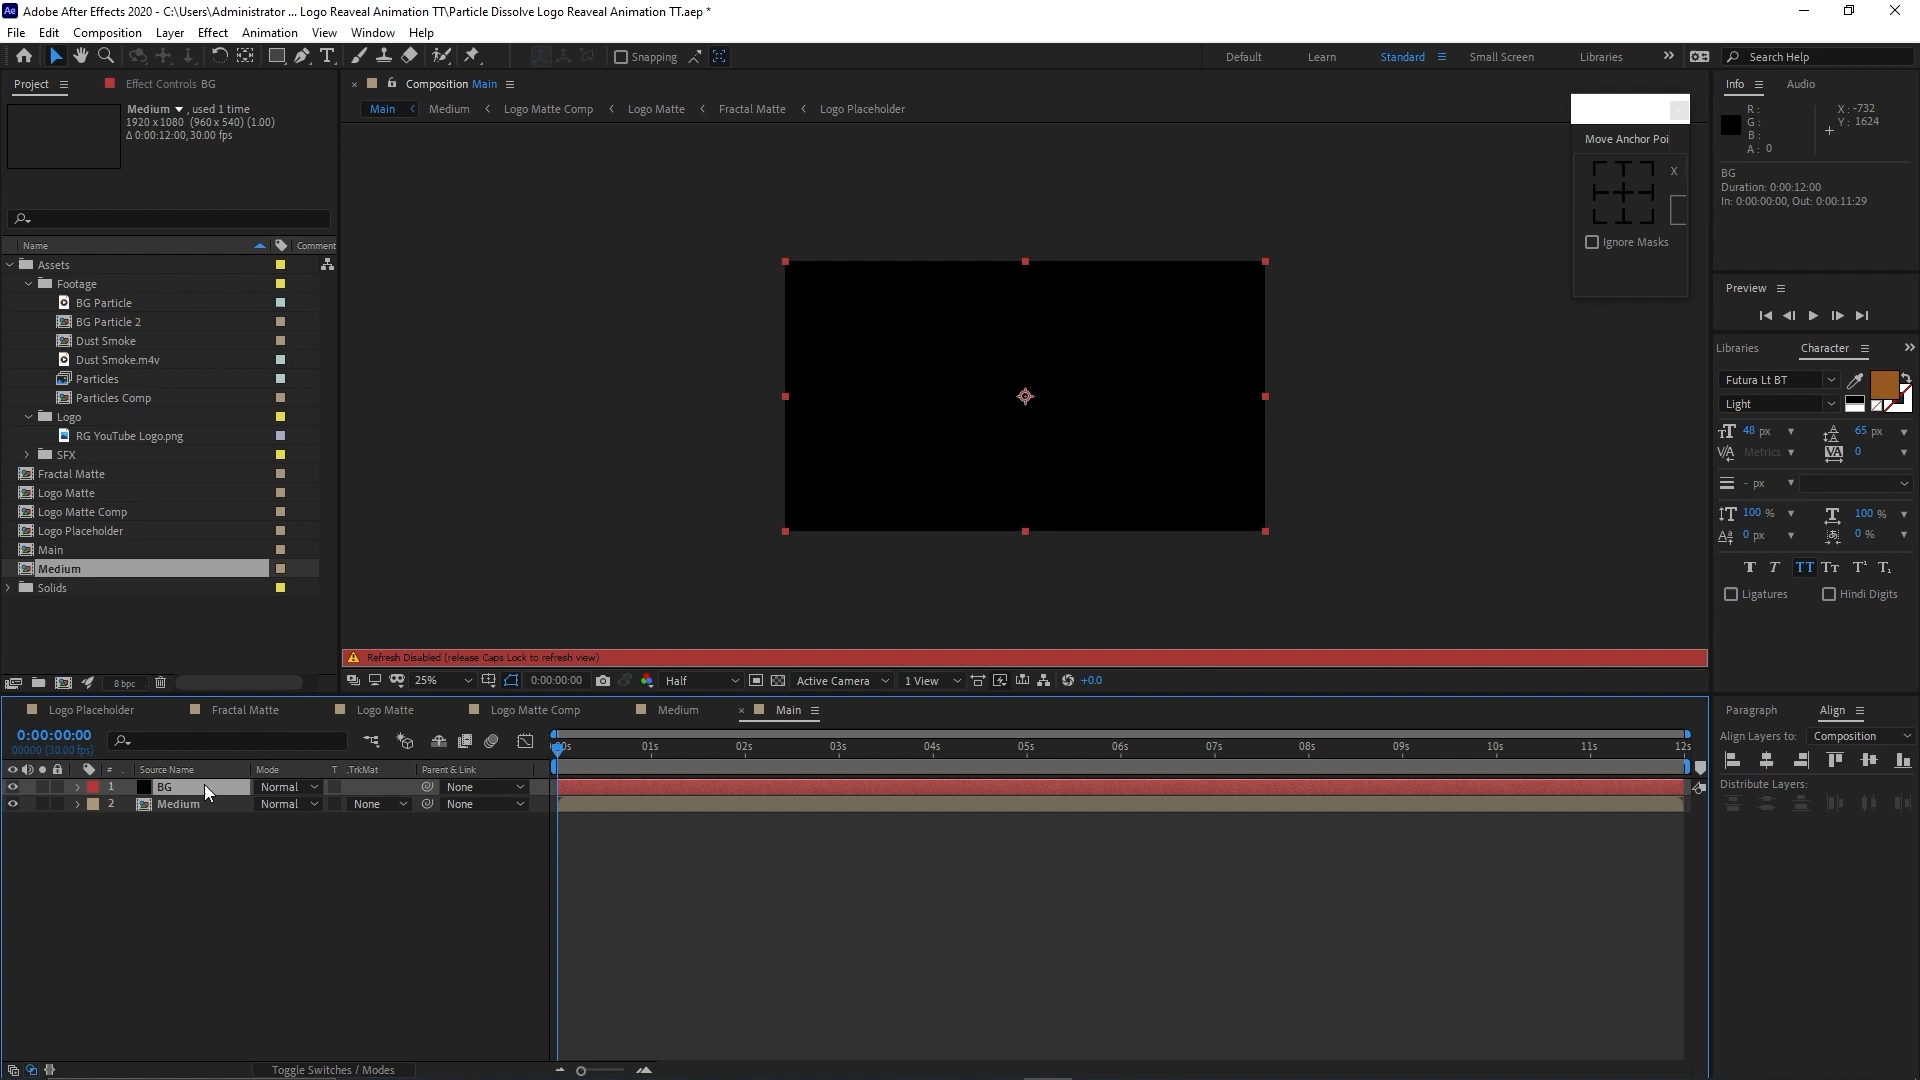 Adobe After Effects 2020 - C:\Users\Administrator ... Logo Reaveal Animation TT\Particle Dissolve Logo Reaveal Animation TT.aep *
File Edit Composition Layer Effect Animation View Window Help
Snapping Default Learn Standard Small Screen Libraries Search Help
Project Effect Controls BG
Medium , used 1 time
1920 x1080 (960 x 540) (1.00)
Δ 0:00:12:00, 30.00 fps
Name Comment
Assets
Footage
BG Particle
BG Particle 2
Dust Smoke
Dust Smoke.m4v
Particles
Particles Comp
Logo
RG YouTube Logo.png
SFX
Fractal Matte
Logo Matte
Logo Matte Comp
Logo Placeholder
Main
Medium
Solids
8 bpc
Composition Main
Main Medium Logo Matte Comp Logo Matte Fractal Matte Logo Placeholder
Move Anchor Poi
X
Ignore Masks
Refresh Disabled (release Caps Lock to refresh view)
25% 0:00:00:00 Half Active Camera 1 View +0.0
Info Audio
R: X: -732
G: Y: 1624
B:
A: 0
BG
Duration: 0:00:12:00
In: 0:00:00:00, Out: 0:00:11:29
Preview
Libraries Character
Futura Lt BT
Light
48 px 65 px
Metrics 0
- px
100 % 100 %
0 px 0 %
T T TT Tт T¹ T₁
Ligatures Hindi Digits
Logo Placeholder Fractal Matte Logo Matte Logo Matte Comp Medium Main
0:00:00:00
00000 (30.00 fps)
01s 02s 03s 04s 05s 06s 07s 08s 09s 10s 11s 12s
# Source Name Mode T .TrkMat Parent & Link
1 BG Normal None
2 Medium Normal None None
Toggle Switches / Modes
Paragraph Align
Align Layers to: Composition
Distribute Layers: